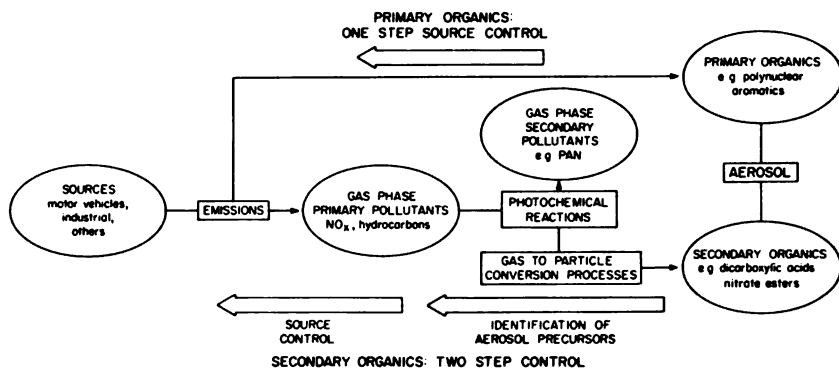 PRIMARY ORGANICS:
ONE STEP SOURCE CONTROL
PRIMARY ORGANICS
e g polynuclear
aromatics
GAS PHASE
SECONDARY
POLLUTANTS
e g PAN
AEROSOL
SOURCES
motor vehicles,
industrial,
others
EMISSIONS
GAS PHASE
PRIMARY POLLUTANTS
NOx, hydrocarbons
PHOTOCHEMICAL
REACTIONS
GAS TO PARTICLE
CONVERSION PROCESSES
SECONDARY ORGANICS
e g dicarboxylic acids
nitrate esters
SOURCE
CONTROL
IDENTIFICATION OF
AEROSOL PRECURSORS
SECONDARY ORGANICS: TWO STEP CONTROL